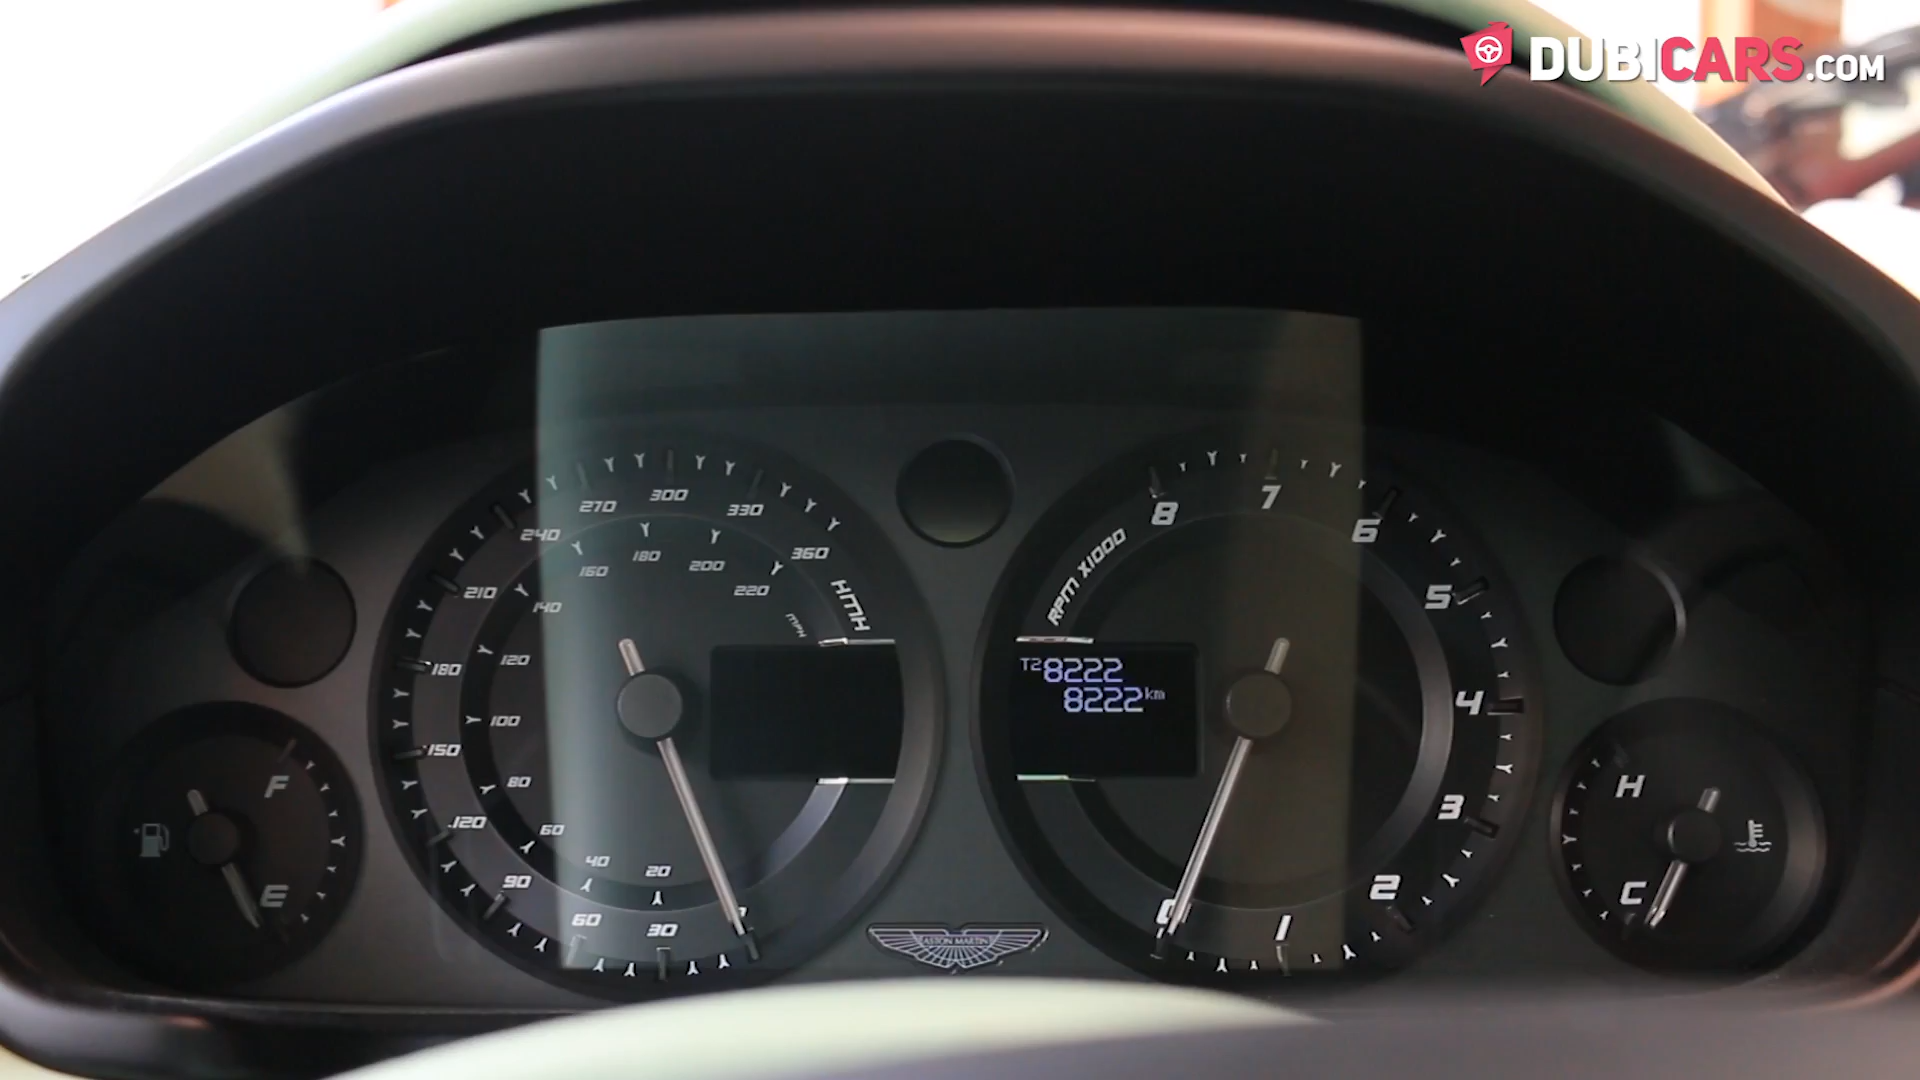 DUBICARS.COM
270 300 330
240 360
180 200
160 220
210 140
KMH
MPH
180 120
150 100
120 80
90 60
60 40
30 20
8 7 6
RPM X1000
5
4
3
2
1
0
T2 8222
8222 km
F
E
H
C
ASTON MARTIN